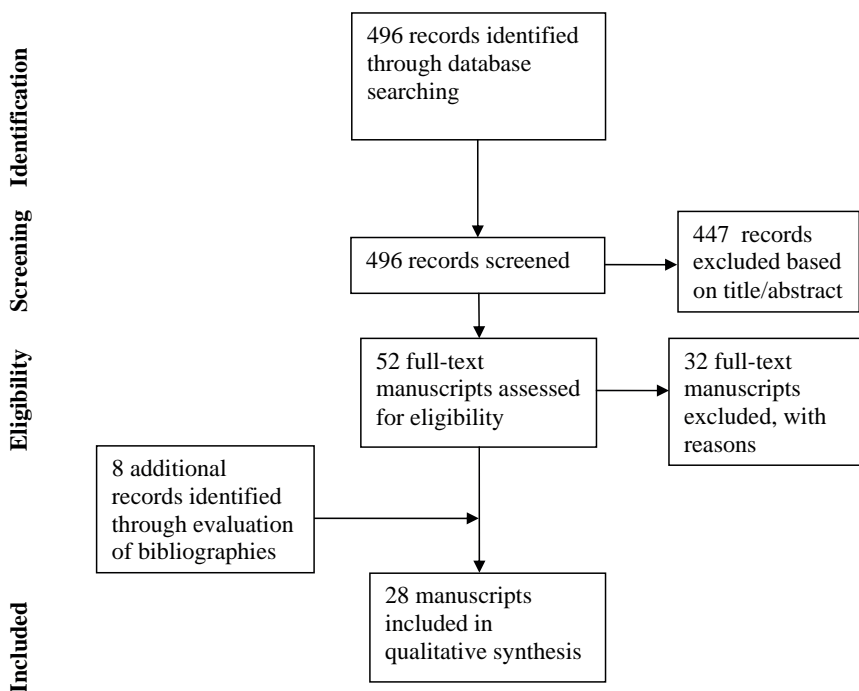 Identification
496 records identified
through database
searching
Screening
496 records screened
447 records
excluded based
on title/abstract
Eligibility
52 full-text
manuscripts assessed
for eligibility
32 full-text
manuscripts
excluded, with
reasons
8 additional
records identified
through evaluation
of bibliographies
Included
28 manuscripts
included in
qualitative synthesis